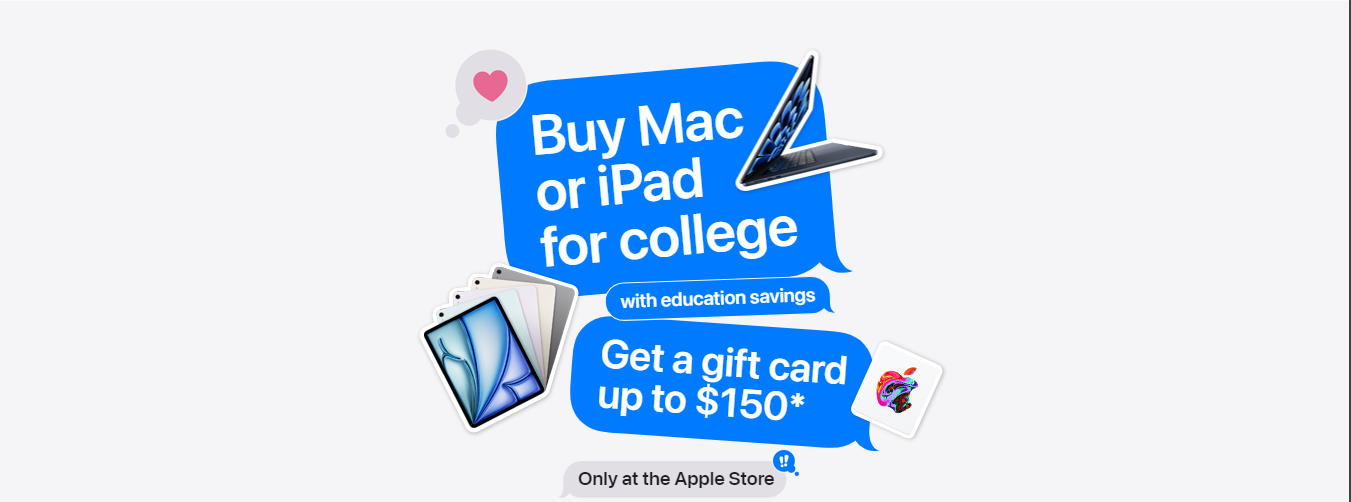 Buy Mac
or iPad
for college
with education savings
Get a gift card
up to $150*
Only at the Apple Store
!!